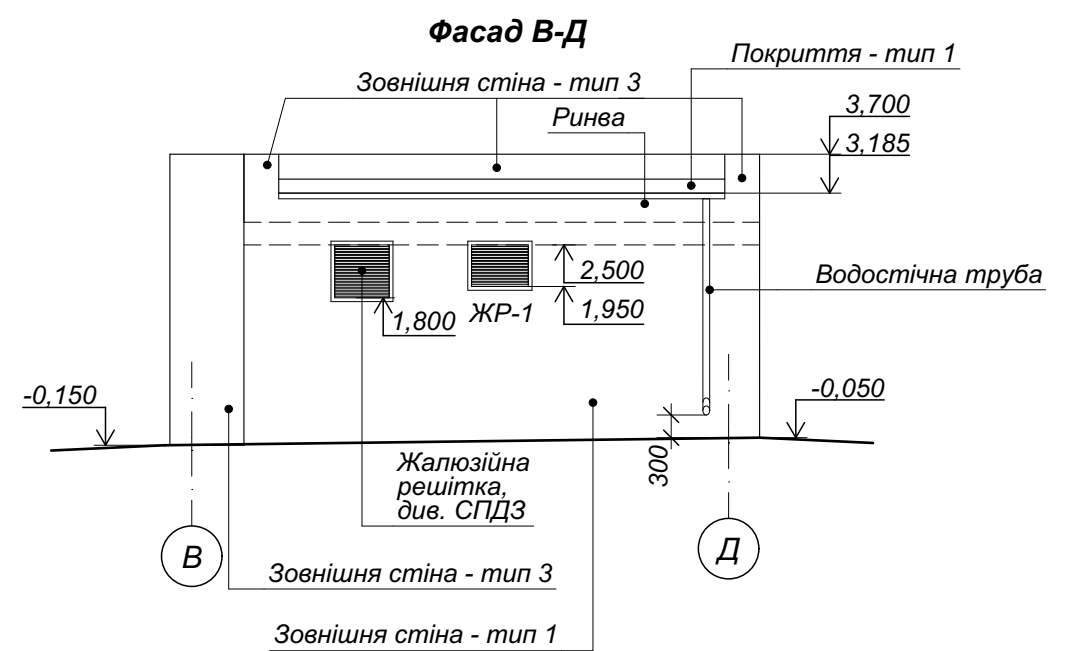 Фасад В-Д
Покриття - тип 1
Зовнішня стіна - тип 3
3,700
Ринва
3,185
2,500
Водостічна труба
1,800
ЖР-1
1,950
-0,150
-0,050
300
Жалюзійна
решітка,
див. СПДЗ
В
Д
Зовнішня стіна - тип 3
Зовнішня стіна - тип 1